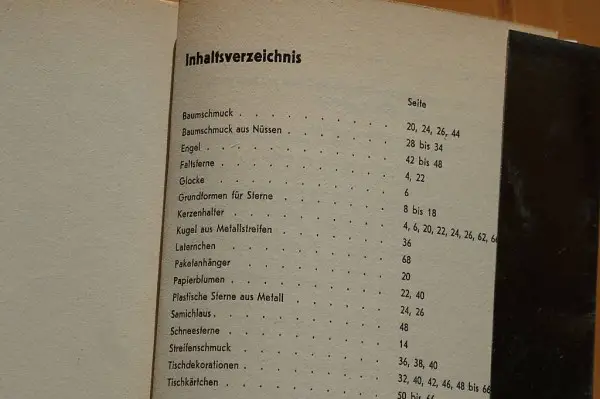 Inhaltsverzeichnis
Seite
Baumschmuck . . . . . . . . 20, 24, 26, 44
Baumschmuck aus Nüssen . . . . . . 28 bis 34
Engel . . . . . . . . . 42 bis 48
Faltsterne . . . . . . . . 4, 22
Glocke . . . . . . . . . 6
Grundformen für Sterne . . . . . . 8 bis 18
Kerzenhalter . . . . . . . . 4, 6, 20, 22, 24, 26, 62,
Kugel aus Metallstreifen . . . . . . 36
Laternchen . . . . . . . . 68
Paketanhänger . . . . . . . 20
Papierblumen . . . . . . . . 22, 40
Plastische Sterne aus Metall . . . . . 24, 26
Samichlaus . . . . . . . . 48
Schneesterne . . . . . . . . 14
Streifenschmuck . . . . . . . 36, 38, 40
Tischdekorationen . . . . . . . 32, 40, 42, 46, 48 bis 66
Tischkärtchen . . . . . . . . 50 bis